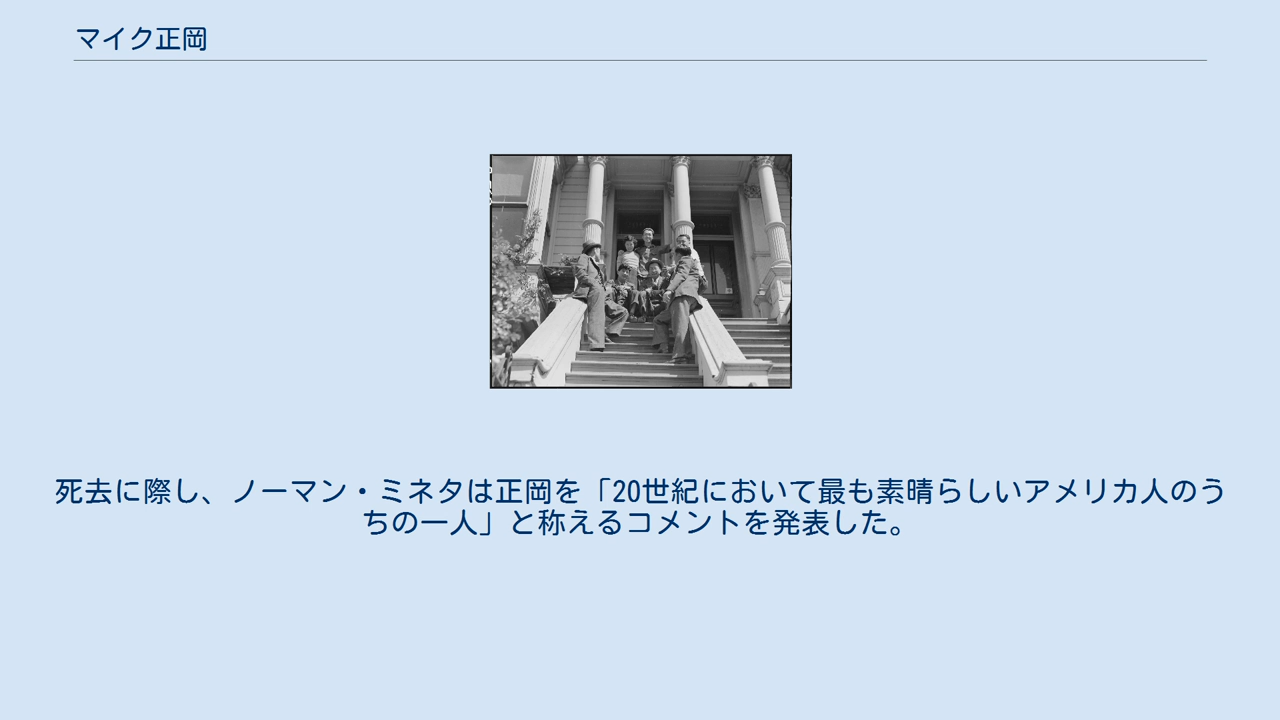 マイク正岡
死去に際し、ノーマン・ミネタは正岡を「20世紀において最も素晴らしいアメリカ人のう
ちの一人」と称えるコメントを発表した。